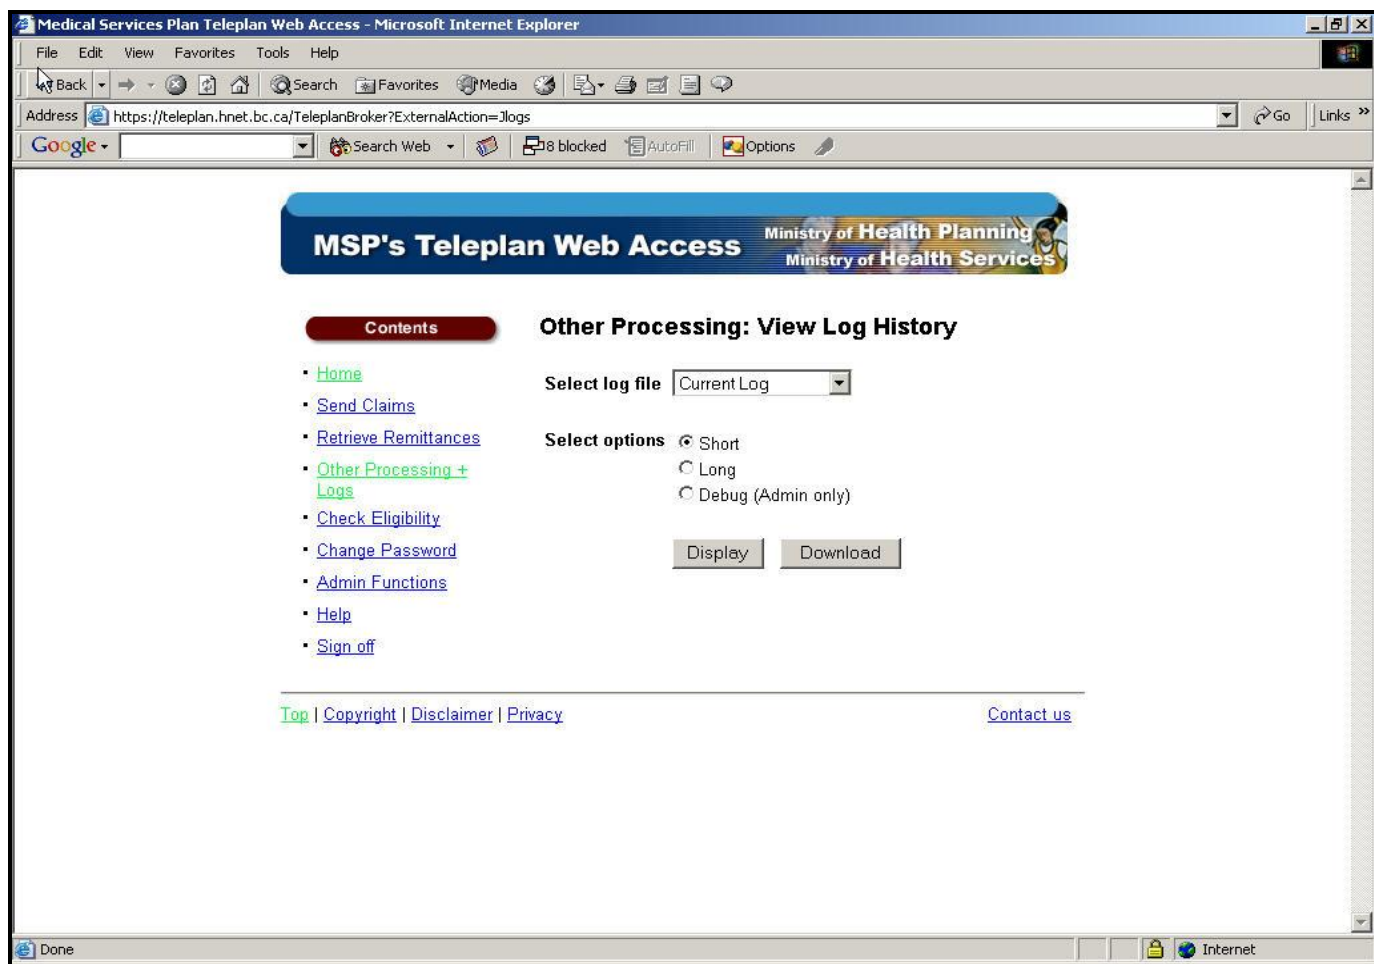 Medical Services Plan Teleplan Web Access - Microsoft Internet Explorer
File Edit View Favorites Tools Help
Back Search Favorites Media
Address https://teleplan.hnet.bc.ca/TeleplanBroker?ExternalAction=Jlogs Go Links »
Google Search Web 8 blocked AutoFill Options
MSP's Teleplan Web Access
Ministry of Health Planning
Ministry of Health Services
Contents
Home
Send Claims
Retrieve Remittances
Other Processing +
Logs
Check Eligibility
Change Password
Admin Functions
Help
Sign off
Other Processing: View Log History
Select log file Current Log
Select options Short
Long
Debug (Admin only)
Display Download
Top | Copyright | Disclaimer | Privacy Contact us
Done Internet